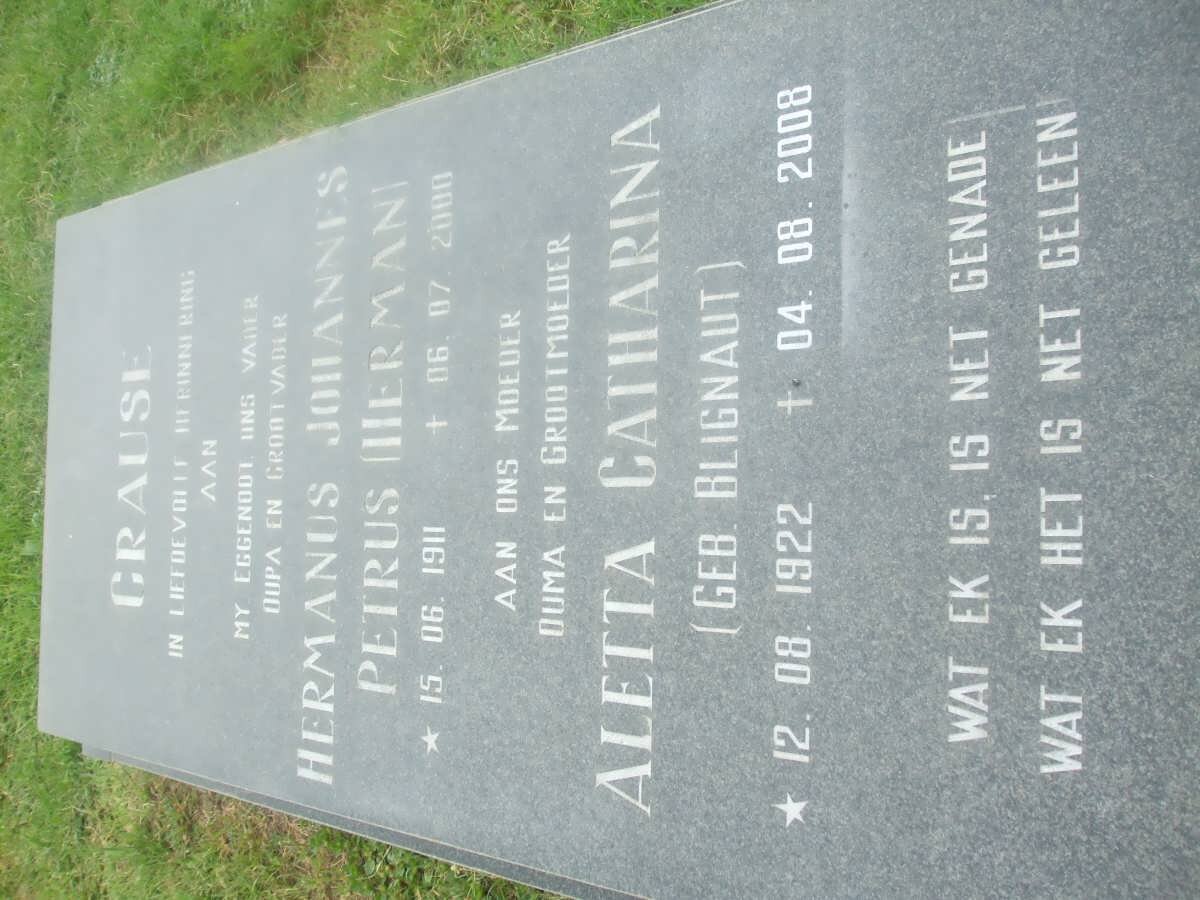 CRAUSE
IN LIEFDEVOLLE HERINNERING
AAN
MY EGGENOOT, ONS VADER
OUPA EN GROOTVADER
HERMANUS JOHANNES
PETRUS (HERMAN)
★ 15. 06. 1911 † 06. 07 2000
AAN ONS MOEDER
OUMA EN GROOTMOEDER
ALETTA CATHARINA
(GEB. BLIGNAUT)
★ 12. 08. 1922 † 04. 08. 2008
WAT EK IS, IS NET GENADE
WAT EK HET IS NET GELEEN